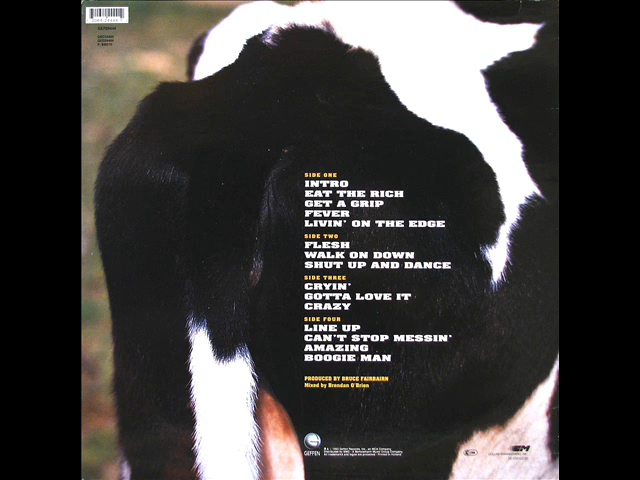 SIDE ONE
INTRO
EAT THE RICH
GET A GRIP
FEVER
LIVIN' ON THE EDGE
SIDE TWO
FLESH
WALK ON DOWN
SHUT UP AND DANCE
SIDE THREE
CRYIN'
GOTTA LOVE IT
CRAZY
SIDE FOUR
LINE UP
CAN'T STOP MESSIN'
AMAZING
BOOGIE MAN
PRODUCED BY BRUCE FAIRBAIRN
Mixed by Brendan O'Brien
GEFFEN